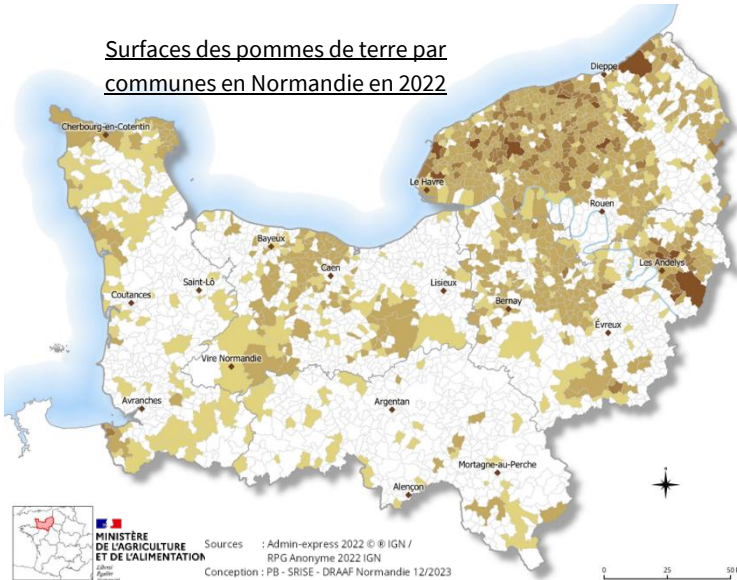 Surfaces des pommes de terre par
communes en Normandie en 2022
Dieppe
Cherbourg-en-Cotentin
Le Havre
Rouen
Bayeux
Caen
Les Andelys
Saint-Lô
Lisieux
Coutances
Bernay
Évreux
Vire Normandie
Avranches
Argentan
Mortagne-au-Perche
Alençon
MINISTÈRE
DE L'AGRICULTURE
ET DE L'ALIMENTATION
Liberté
Égalité
Sources : Admin-express 2022 © ® IGN /
RPG Anonyme 2022 IGN
Conception : PB - SRISE - DRAAF Normandie 12/2023
0 25 50